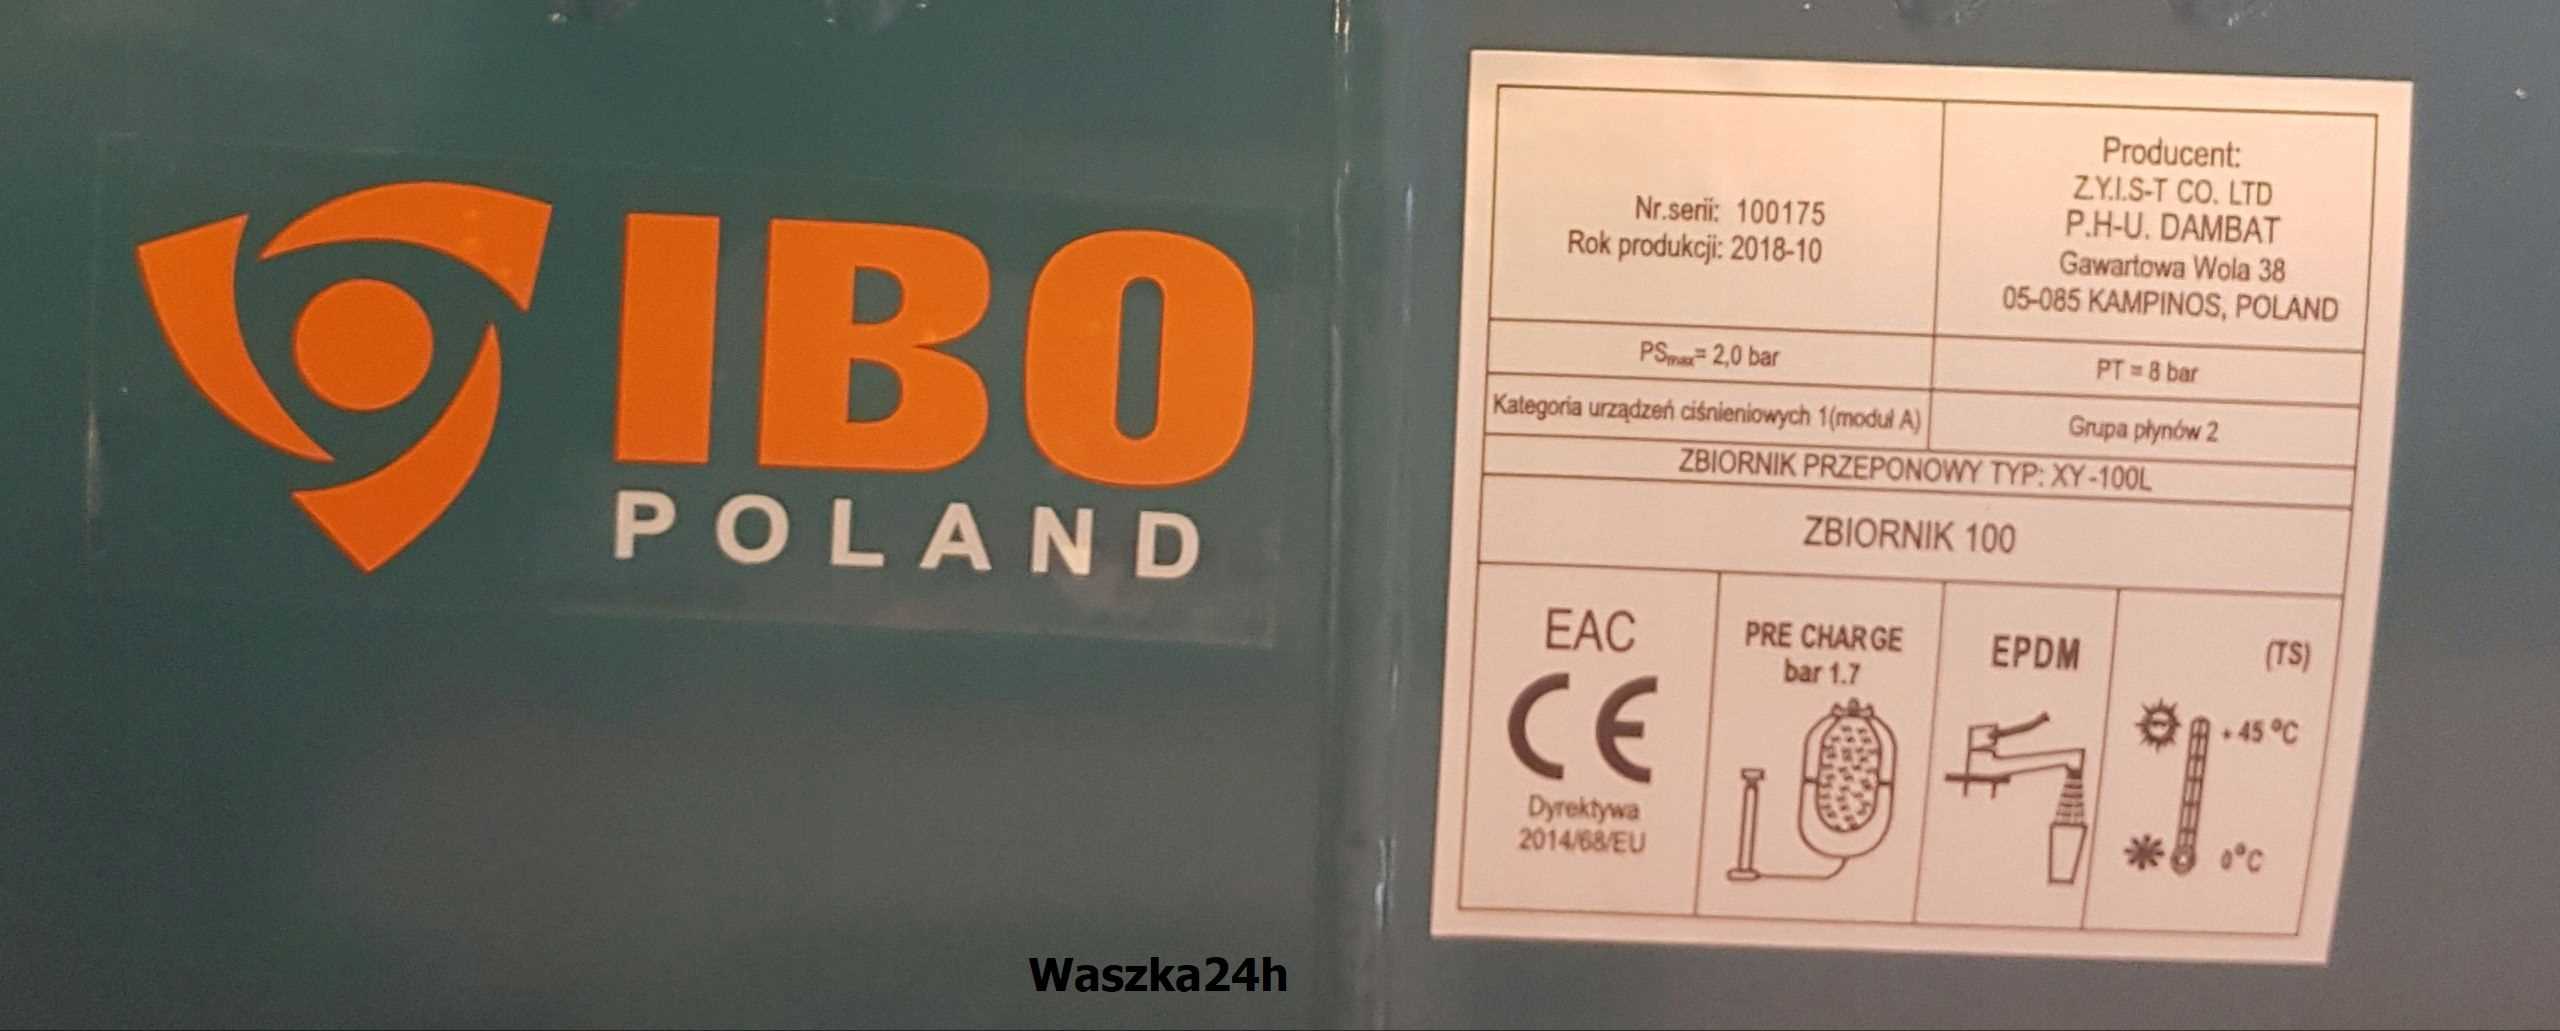 IBO
POLAND
Nr.serii: 100175
Rok produkcji: 2018-10
Producent:
Z.Y.I.S-T CO. LTD
P.H-U. DAMBAT
Gawartowa Wola 38
05-085 KAMPINOS, POLAND
PSmax= 2,0 bar
PT = 8 bar
Kategoria urządzeń ciśnieniowych 1(moduł A)
Grupa płynów 2
ZBIORNIK PRZEPONOWY TYP: XY-100L
ZBIORNIK 100
EAC
CE
Dyrektywa
2014/68/EU
PRE CHARGE
bar 1.7
EPDM
(TS)
+ 45 °C
0°C
Waszka24h